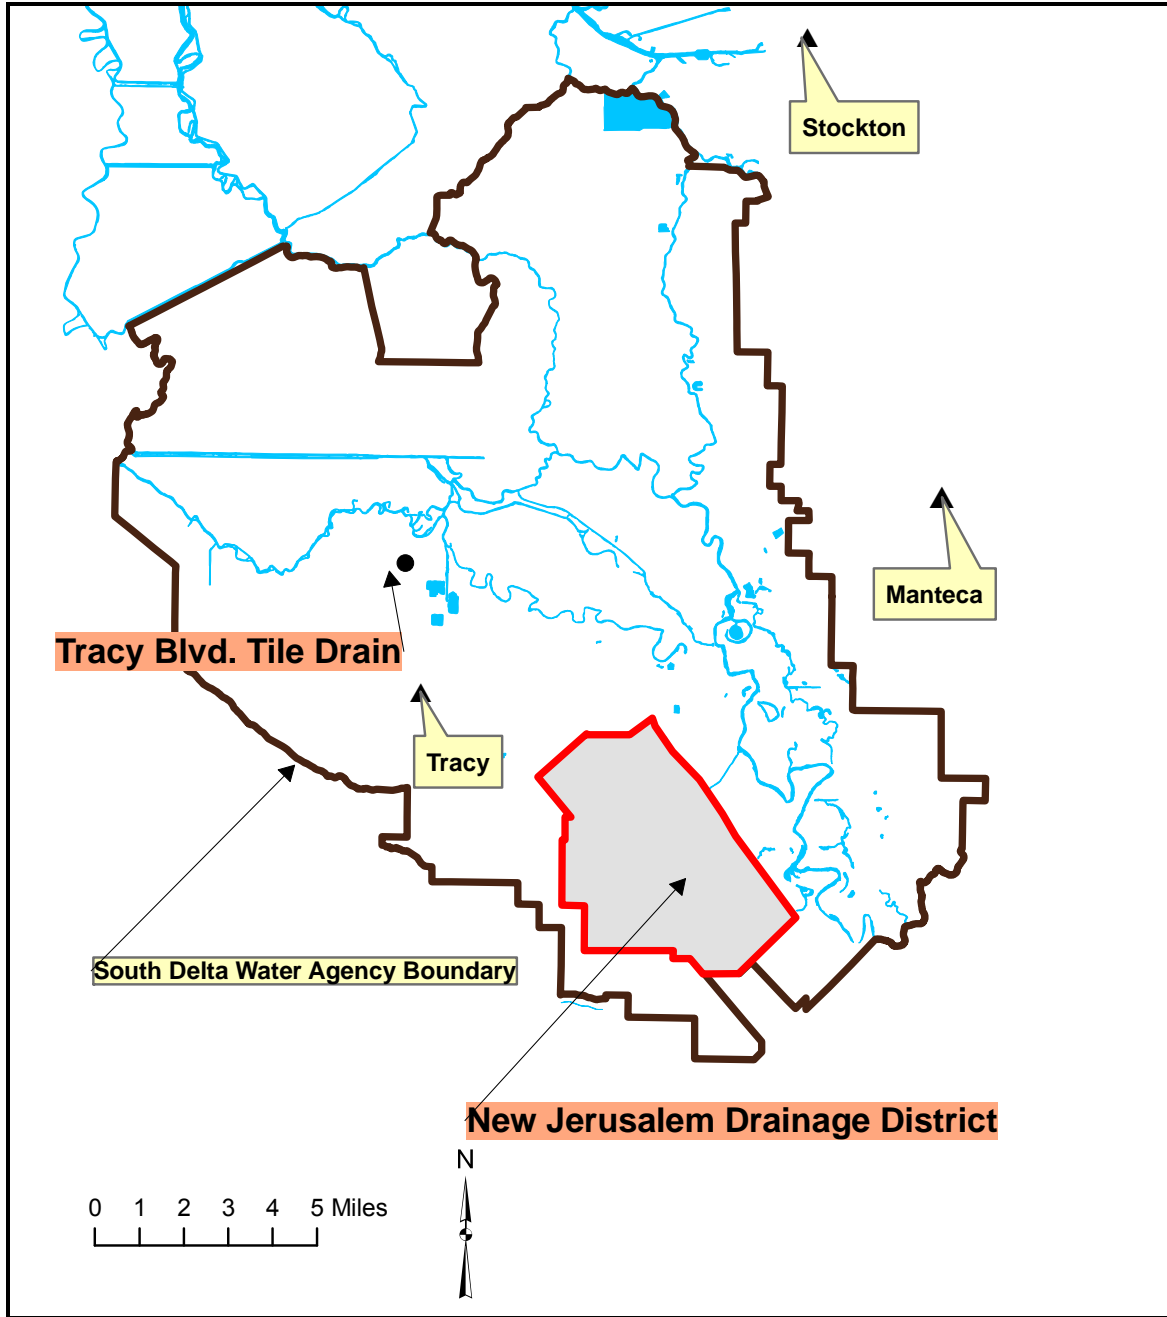 Stockton
Manteca
Tracy Blvd. Tile Drain
Tracy
South Delta Water Agency Boundary
New Jerusalem Drainage District
N
0 1 2 3 4 5 Miles